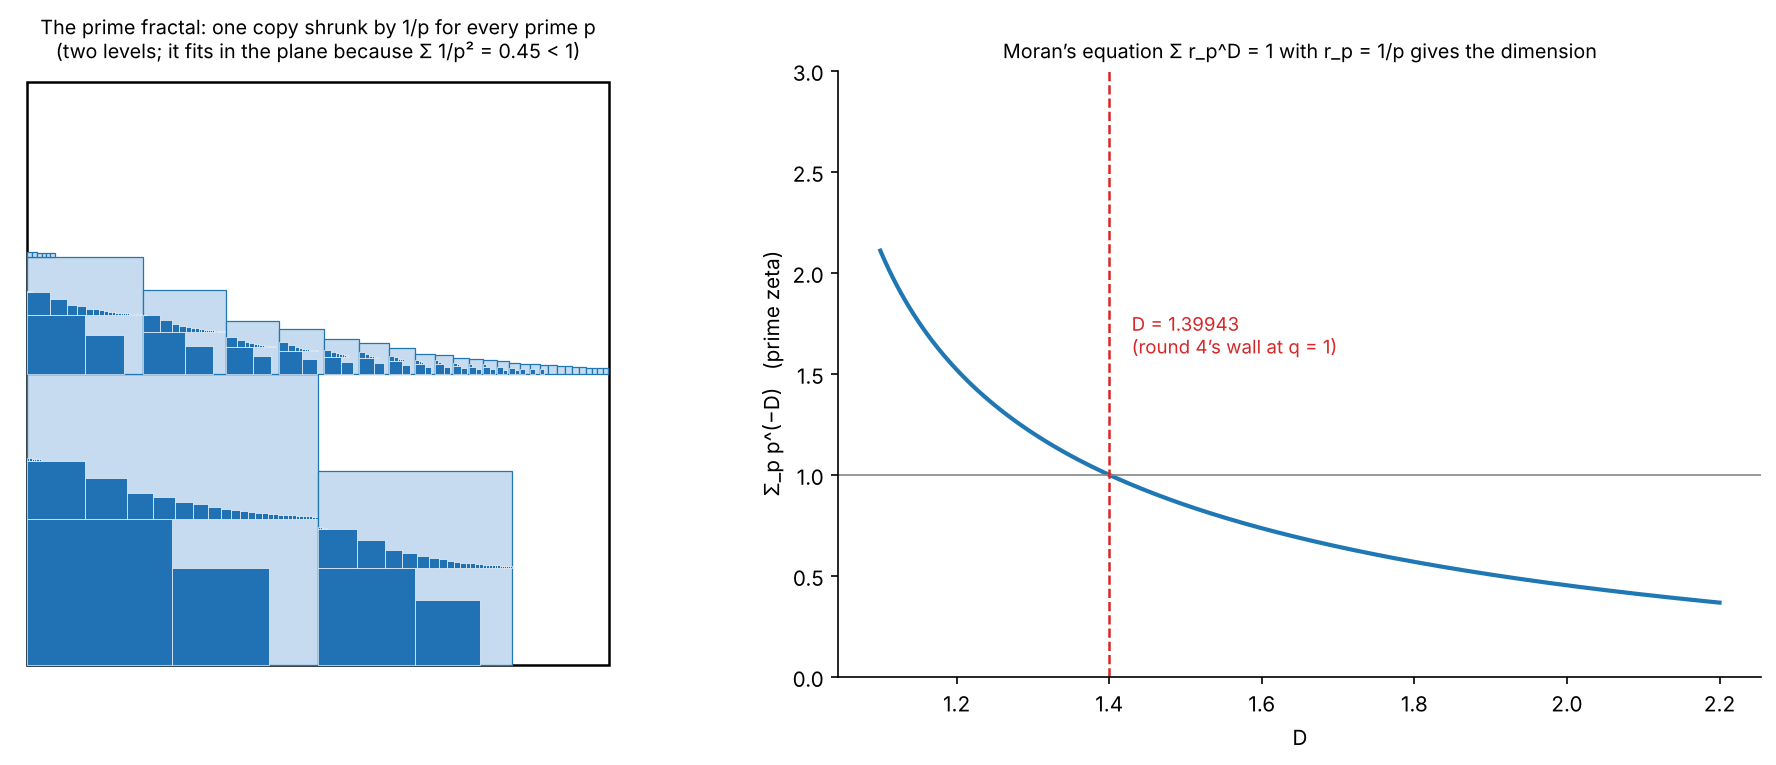 The prime fractal: one copy shrunk by 1/p for every prime p
(two levels; it fits in the plane because Σ 1/p² = 0.45 < 1)
Moran’s equation Σ r_p^D = 1 with r_p = 1/p gives the dimension
3.0
2.5
2.0
1.5
1.0
0.5
0.0
Σ_p p^(−D) (prime zeta)
D = 1.39943
(round 4’s wall at q = 1)
1.2
1.4
1.6
1.8
2.0
2.2
D